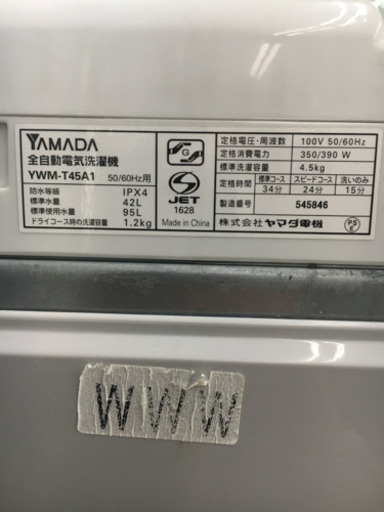 YAMADA
全自動電気洗濯機
YWM-T45A1 50/60Hz用
防水等級 IPX4
標準水量 42L
標準使用水量 95L
ドライコース時の洗濯容量 1.2kg
G
S
JET
1628
Made in China
定格電圧・周波数 100V 50/60Hz
定格消費電力 350/390 W
標準洗濯容量 4.5kg
定格時間 標準コース 34分 スピードコース 24分 洗いのみ 15分
製造番号 545846
株式会社ヤマダ電機
PS
E
WWW